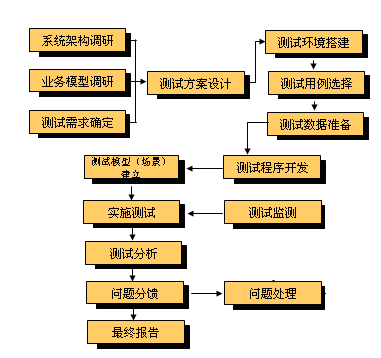 系统架构调研
测试环境搭建
业务模型调研
测试方案设计
测试用例选择
测试需求确定
测试数据准备
测试模型（场景）
建立
测试程序开发
实施测试
测试监测
测试分析
问题分馈
问题处理
最终报告